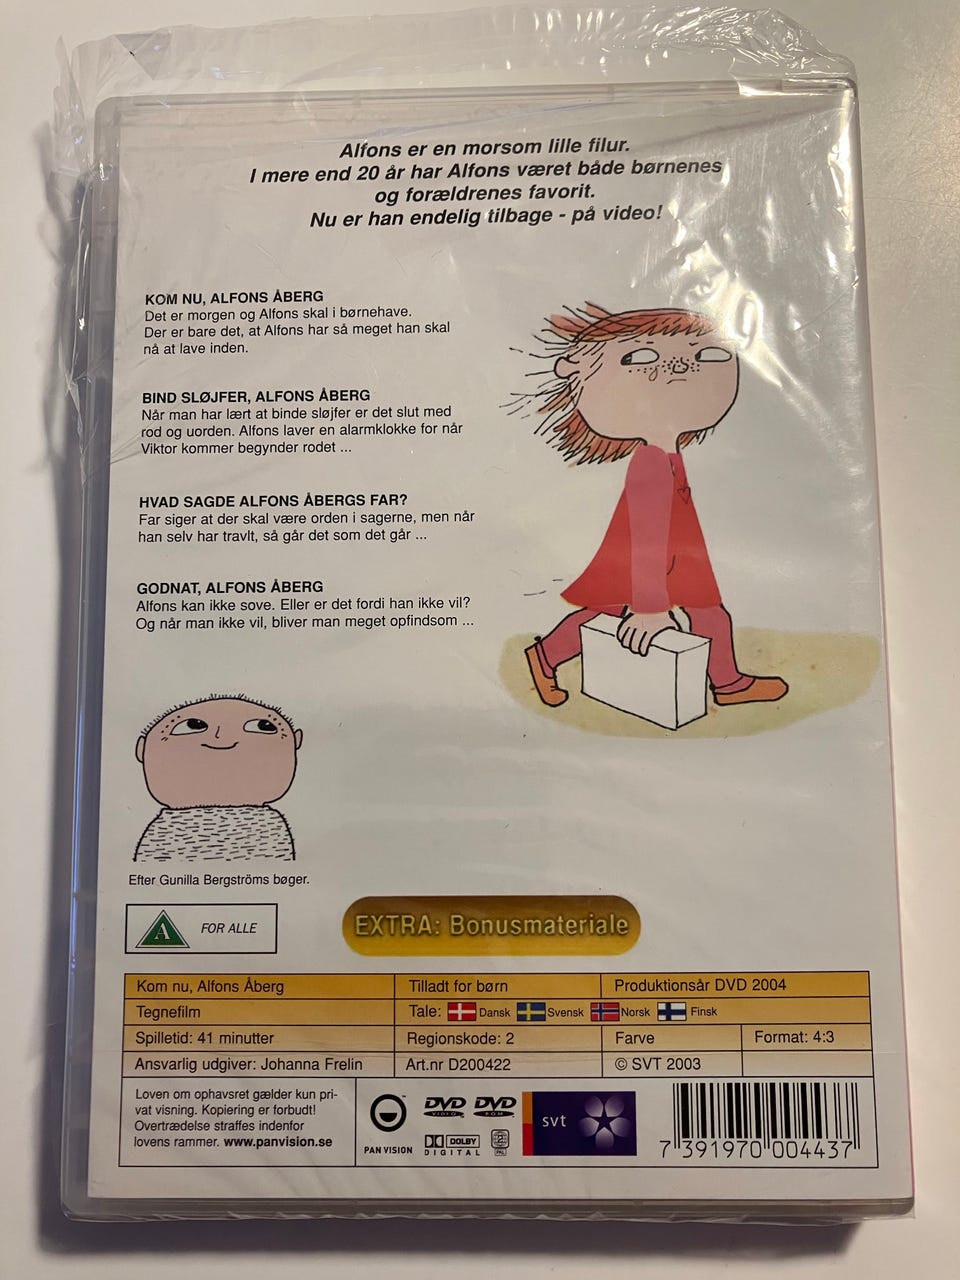 Alfons er en morsom lille filur.
I mere end 20 år har Alfons været både børnenes
og forældrenes favorit.
Nu er han endelig tilbage - på video!
KOM NU, ALFONS ÅBERG
Det er morgen og Alfons skal i børnehave.
Der er bare det, at Alfons har så meget han skal
nå at lave inden.
BIND SLØJFER, ALFONS ÅBERG
Når man har lært at binde sløjfer er det slut med
rod og uorden. Alfons laver en alarmklokke for når
Viktor kommer begynder rodet ...
HVAD SAGDE ALFONS ÅBERGS FAR?
Far siger at der skal være orden i sagerne, men når
han selv har travlt, så går det som det går ...
GODNAT, ALFONS ÅBERG
Alfons kan ikke sove. Eller er det fordi han ikke vil?
Og når man ikke vil, bliver man meget opfindsom ...
Efter Gunilla Bergströms bøger.
A FOR ALLE
EXTRA: Bonusmateriale
Kom nu, Alfons Åberg Tilladt for børn Produktionsår DVD 2004
Tegnefilm Tale: Dansk Svensk Norsk Finsk
Spilletid: 41 minutter Regionskode: 2 Farve Format: 4:3
Ansvarlig udgiver: Johanna Frelin Art.nr D200422 © SVT 2003
Loven om ophavsret gælder kun pri-
vat visning. Kopiering er forbudt!
Overtrædelse straffes indenfor
lovens rammer. www.panvision.se
PAN VISION
DVD VIDEO DVD ROM
DOLBY DIGITAL
2 PAL
svt
7 391970 004437